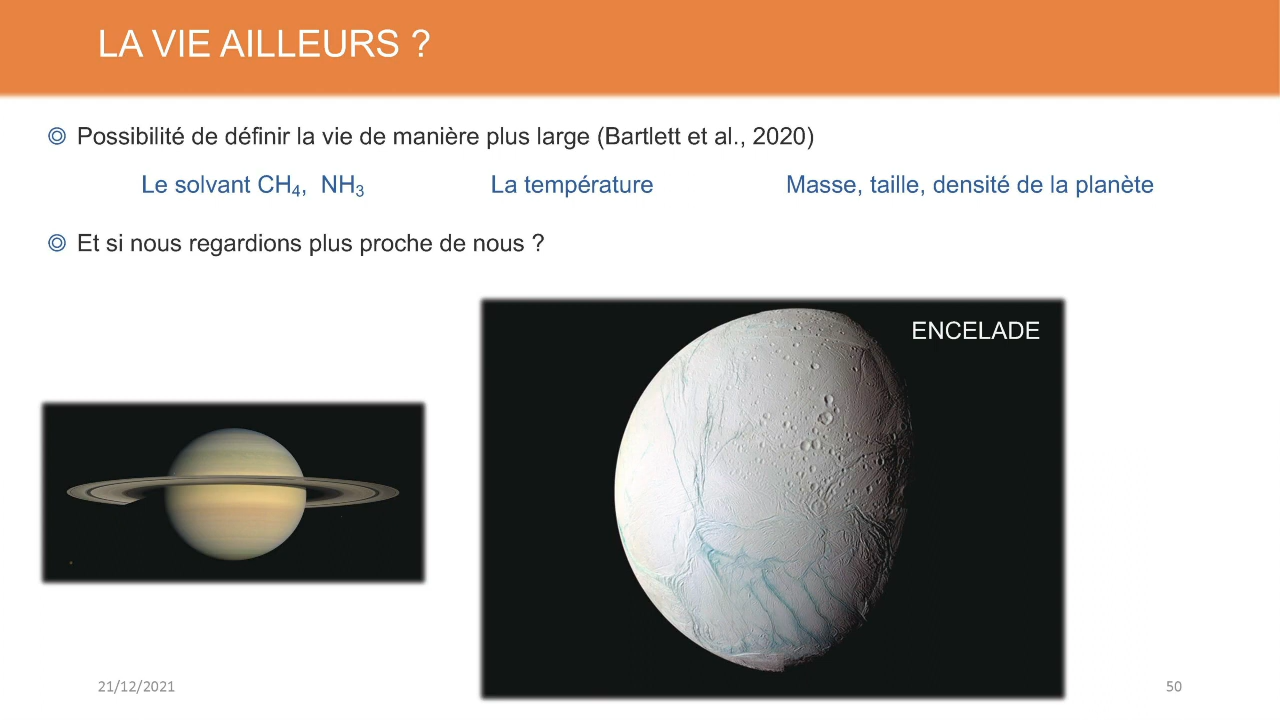 LA VIE AILLEURS ?
Possibilité de définir la vie de manière plus large (Bartlett et al., 2020)
Le solvant CH₄, NH₃ La température Masse, taille, densité de la planète
Et si nous regardions plus proche de nous ?
ENCELADE
21/12/2021 50